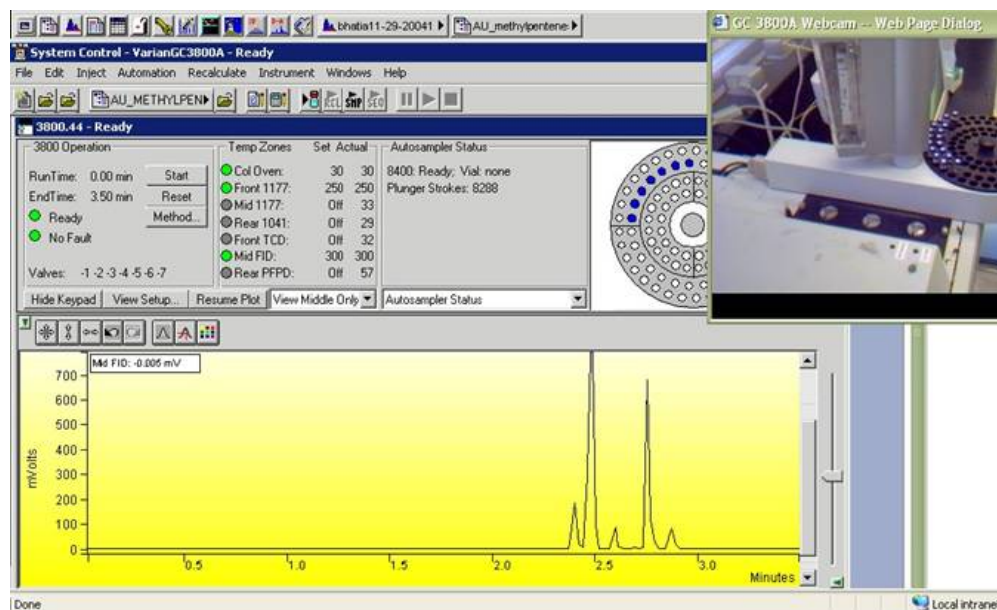 bhatia11-29-20041
AU_methylpentene
GC 3800A Webcam -- Web Page Dialog
System Control - VarianGC3800A - Ready
File Edit Inject Automation Recalculate Instrument Windows Help
AU_METHYLPEN
RCL SMP SEQ
3800.44 - Ready
3800 Operation
RunTime: 0.00 min Start
EndTime: 3.50 min Reset
Ready Method...
No Fault
Valves: -1 -2 -3 -4 -5 -6 -7
Temp Zones Set Actual
Col Oven: 30 30
Front 1177: 250 250
Mid 1177: Off 33
Rear 1041: Off 29
Front TCD: Off 32
Mid FID: 300 300
Rear PFPD: Off 57
Autosampler Status
8400: Ready; Vial: none
Plunger Strokes: 8288
Hide Keypad View Setup... Resume Plot View Middle Only Autosampler Status
Mid FID: -0.005 mV
mVolts
700
600
500
400
300
200
100
0
0.5 1.0 1.5 2.0 2.5 3.0
Minutes
Done Local intranet